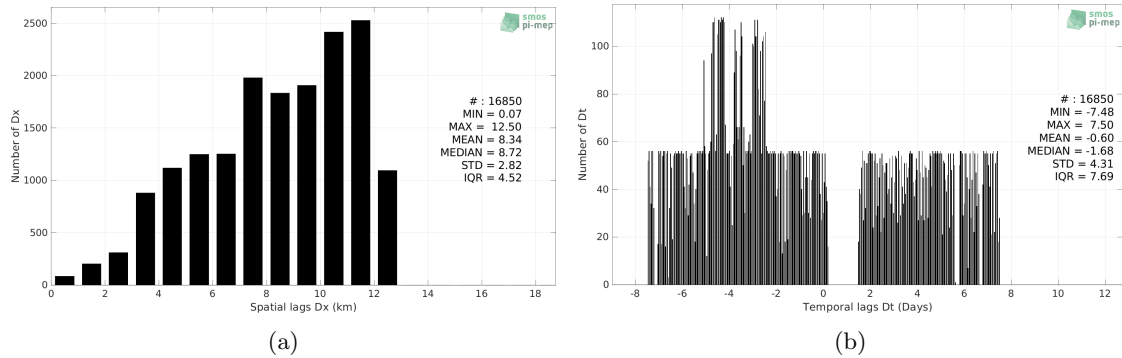 2500
2000
1500
1000
500
0
Number of Dx
0 2 4 6 8 10 12 14 16 18
Spatial lags Dx (km)
smos
pi-mep
# : 16850
MIN = 0.07
MAX = 12.50
MEAN = 8.34
MEDIAN = 8.72
STD = 2.82
IQR = 4.52
(a)
100
80
60
40
20
0
Number of Dt
-8 -6 -4 -2 0 2 4 6 8 10 12
Temporal lags Dt (Days)
smos
pi-mep
# : 16850
MIN = -7.48
MAX = 7.50
MEAN = -0.60
MEDIAN = -1.68
STD = 4.31
IQR = 7.69
(b)